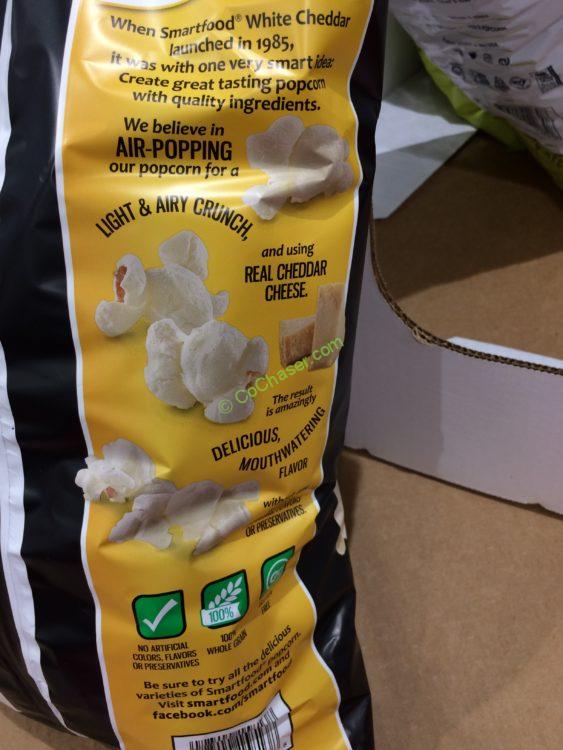 When Smartfood® White Cheddar
launched in 1985,
it was with one very smart idea:
Create great tasting popcorn
with quality ingredients.
We believe in
AIR-POPPING
our popcorn for a
LIGHT & AIRY CRUNCH,
and using
REAL CHEDDAR
CHEESE.
© CoChaser.com
The result
is amazingly
DELICIOUS,
MOUTHWATERING
FLAVOR
OR PRESERVATIVES.
100%
NO ARTIFICIAL
COLORS, FLAVORS
OR PRESERVATIVES
100%
WHOLE GRAIN
Be sure to try all the delicious
varieties of Smartfood® popcorn.
Visit smartfood.com and
facebook.com/smartfood